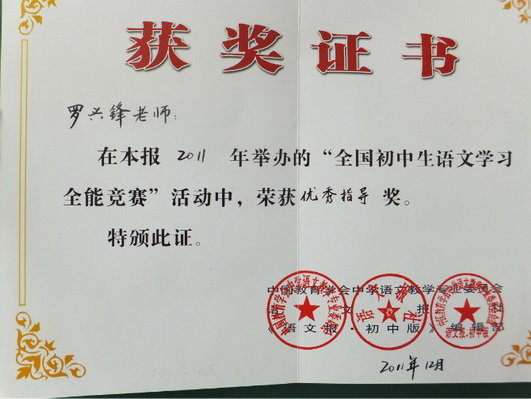 获奖证书
罗兴锋老师：
在本报 2011 年举办的“全国初中生语文学习
全能竞赛”活动中，荣获优秀指导奖。
特颁此证。
中国教育学会中学语文教学专业委员会
语文报社
《语文报·初中版》编辑部
2011年12月